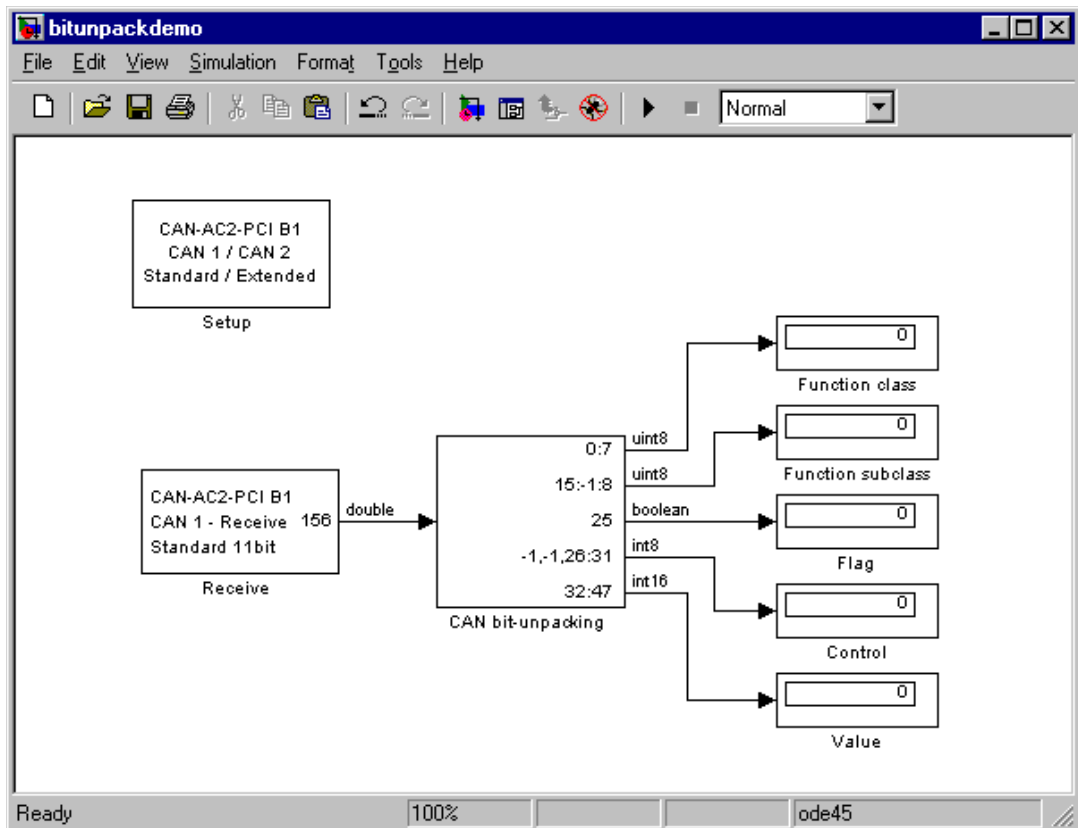 bitunpackdemo
File Edit View Simulation Format Tools Help
Normal
CAN-AC2-PCI B1
CAN 1 / CAN 2
Standard / Extended
Setup
0
Function class
0
Function subclass
0
Flag
0
Control
0
Value
CAN-AC2-PCI B1
CAN 1 - Receive
Standard 11bit
156
Receive
double
0:7
15:-1:8
25
-1,-1,26:31
32:47
CAN bit-unpacking
uint8
uint8
boolean
int8
int16
Ready 100% ode45